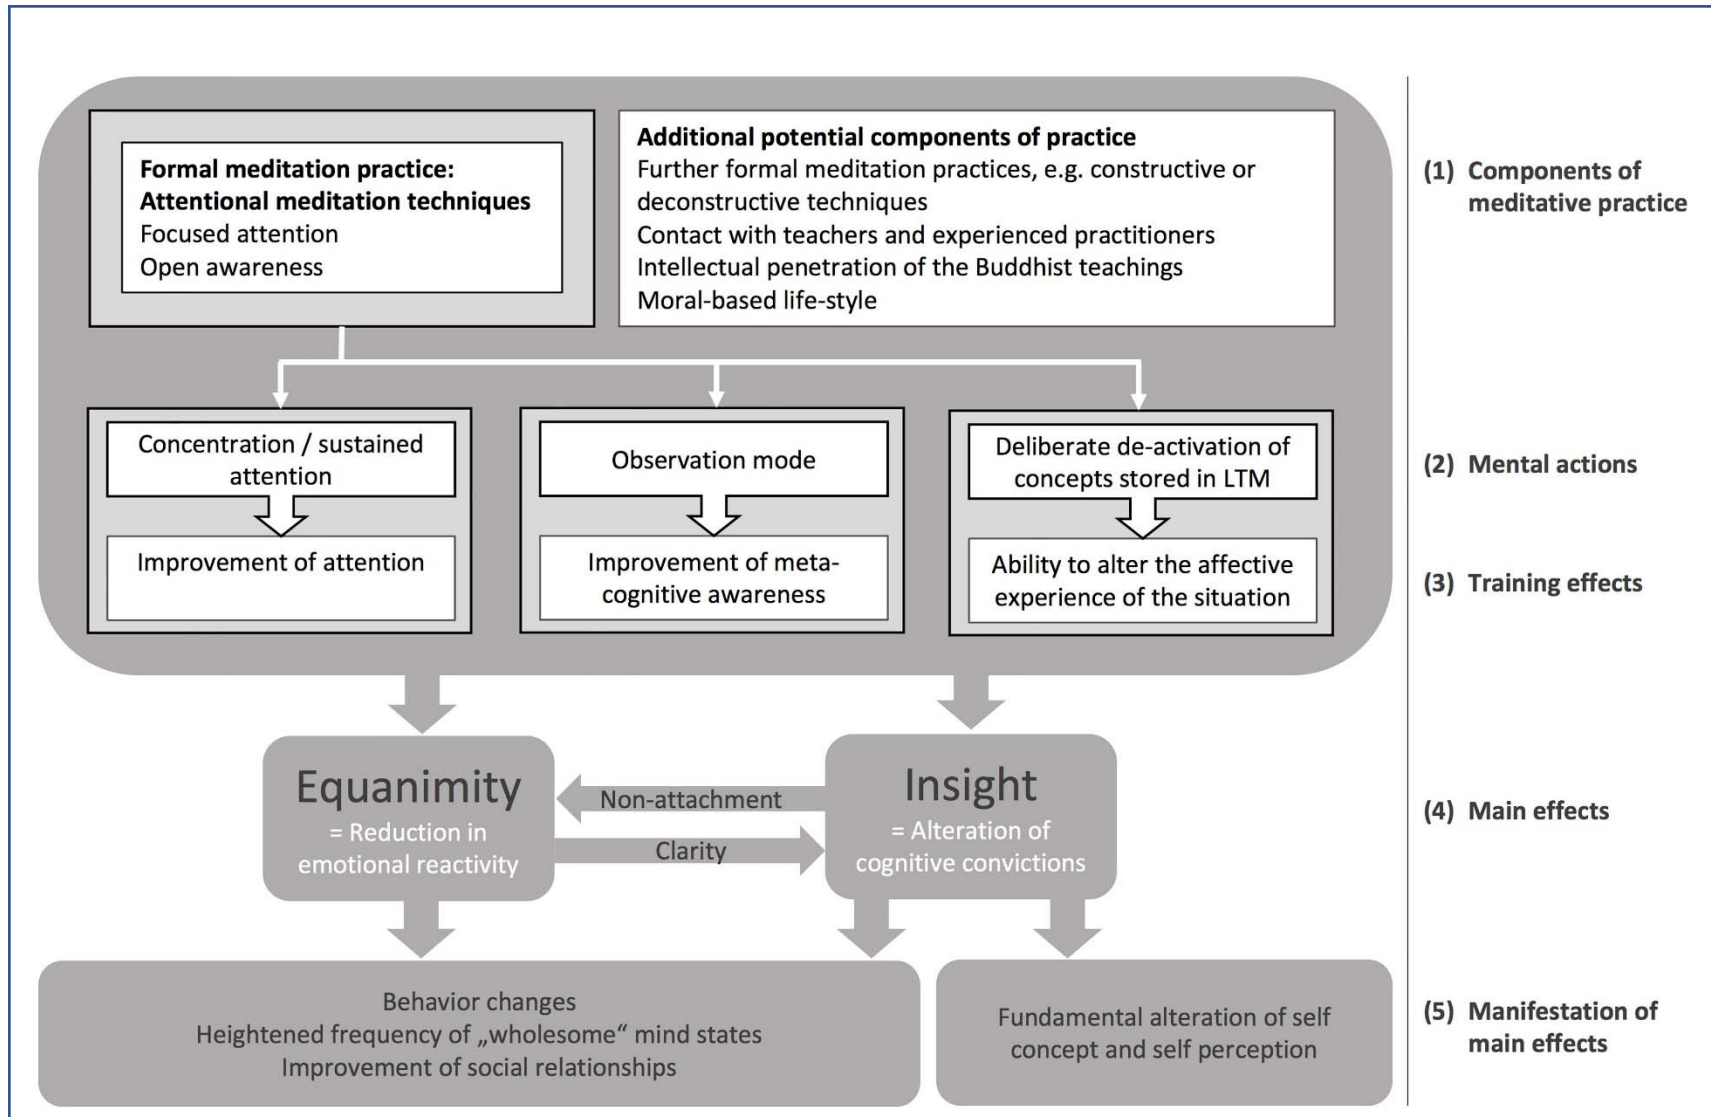 Formal meditation practice:
Attentional meditation techniques
Focused attention
Open awareness
Additional potential components of practice
Further formal meditation practices, e.g. constructive or
deconstructive techniques
Contact with teachers and experienced practitioners
Intellectual penetration of the Buddhist teachings
Moral-based life-style
(1) Components of
meditative practice
Concentration / sustained
attention
Observation mode
Deliberate de-activation of
concepts stored in LTM
(2) Mental actions
Improvement of attention
Improvement of meta-
cognitive awareness
Ability to alter the affective
experience of the situation
(3) Training effects
Equanimity
= Reduction in
emotional reactivity
Non-attachment
Clarity
Insight
= Alteration of
cognitive convictions
(4) Main effects
Behavior changes
Heightened frequency of „wholesome“ mind states
Improvement of social relationships
Fundamental alteration of self
concept and self perception
(5) Manifestation of
main effects